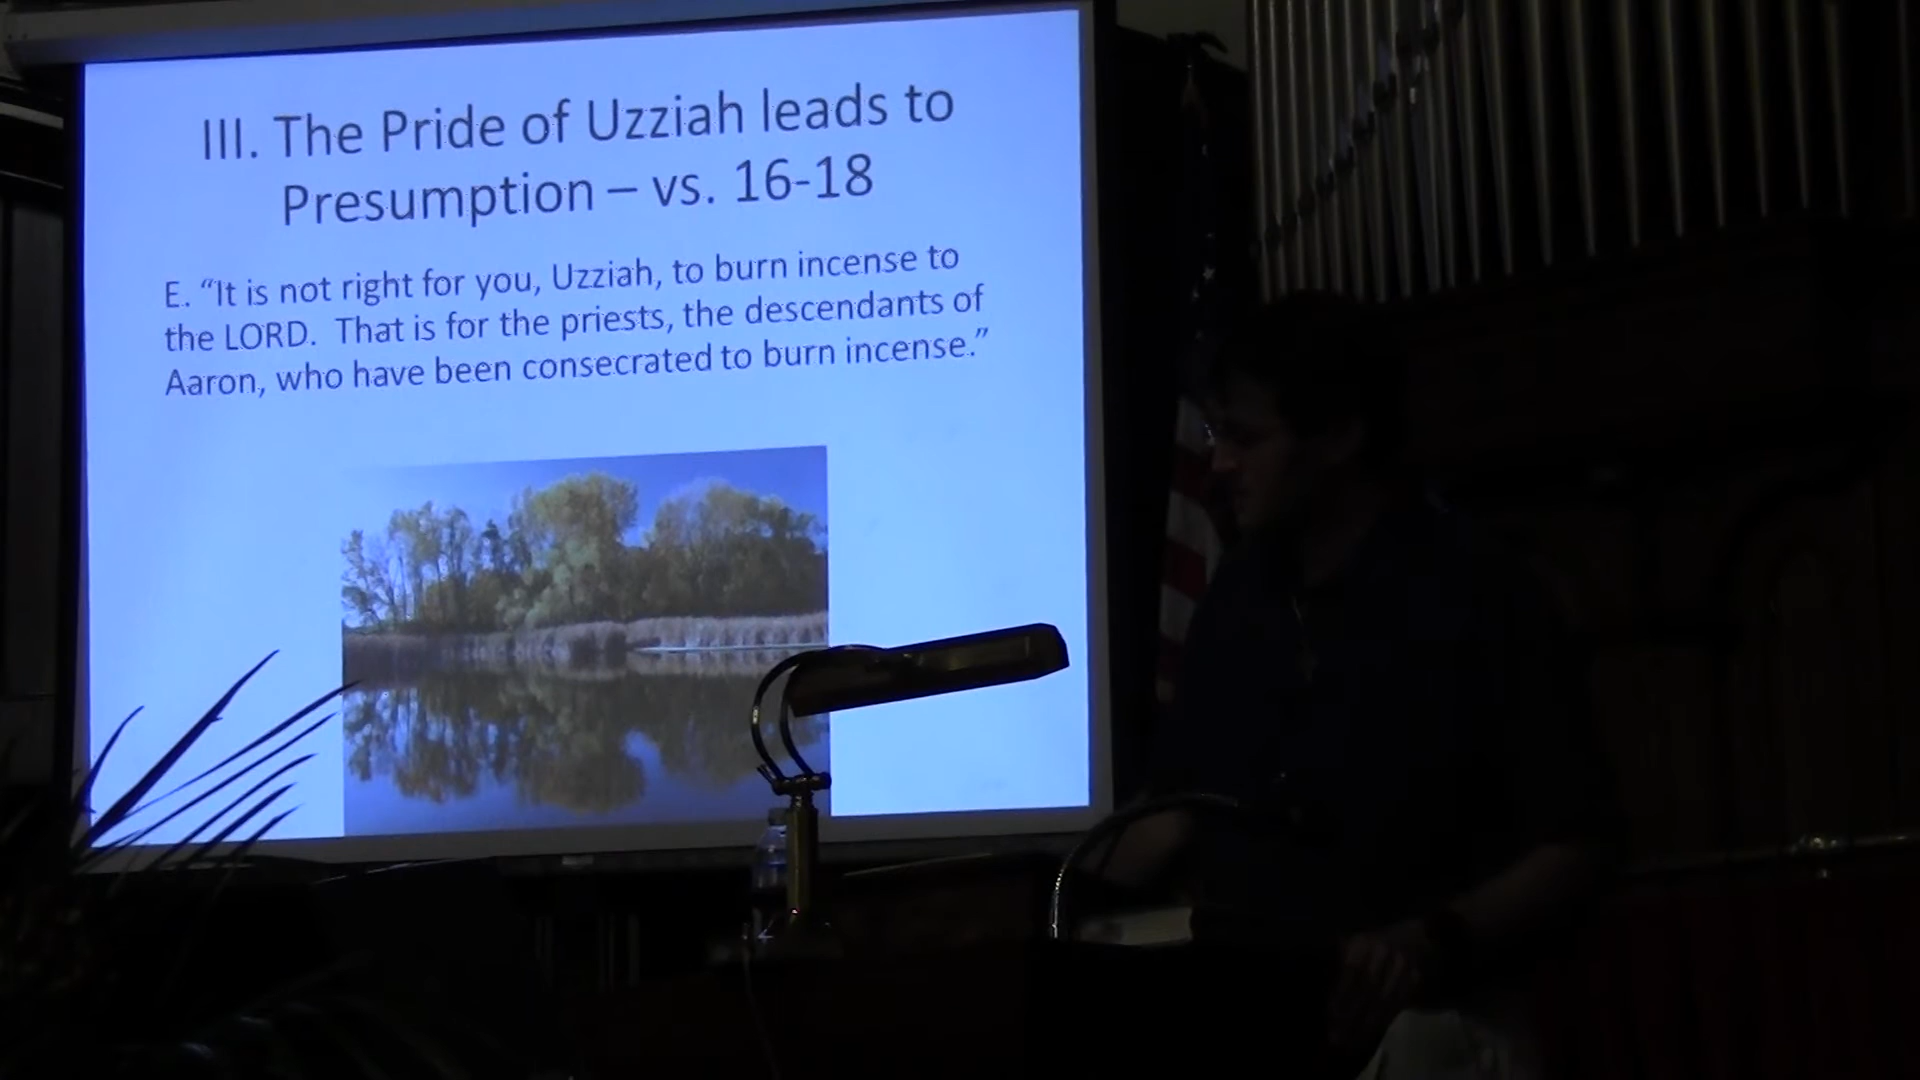 III. The Pride of Uzziah leads to
Presumption – vs. 16-18
E. “It is not right for you, Uzziah, to burn incense to
the LORD.  That is for the priests, the descendants of
Aaron, who have been consecrated to burn incense.”